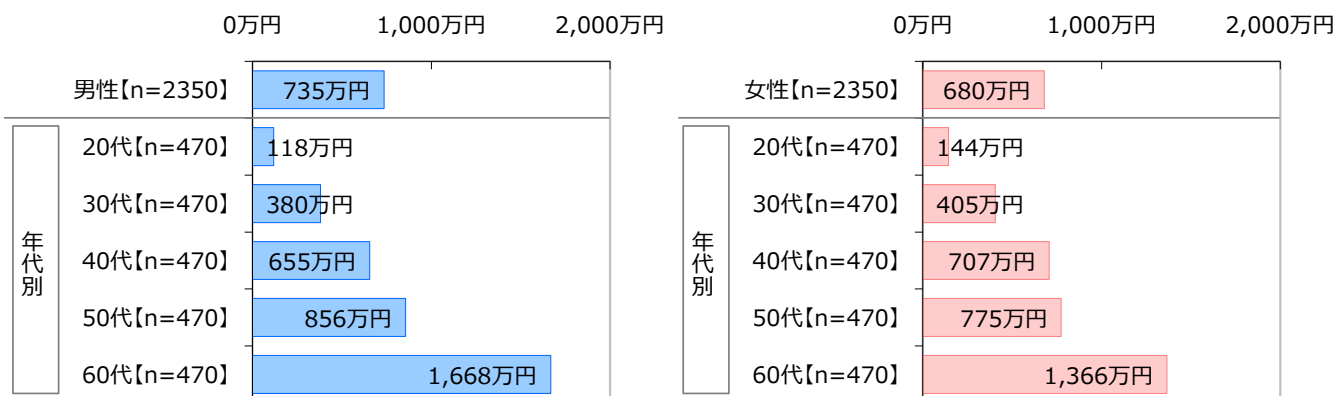 0万円 1,000万円 2,000万円
男性【n=2350】 735万円
年代別
20代【n=470】 118万円
30代【n=470】 380万円
40代【n=470】 655万円
50代【n=470】 856万円
60代【n=470】 1,668万円
0万円 1,000万円 2,000万円
女性【n=2350】 680万円
年代別
20代【n=470】 144万円
30代【n=470】 405万円
40代【n=470】 707万円
50代【n=470】 775万円
60代【n=470】 1,366万円